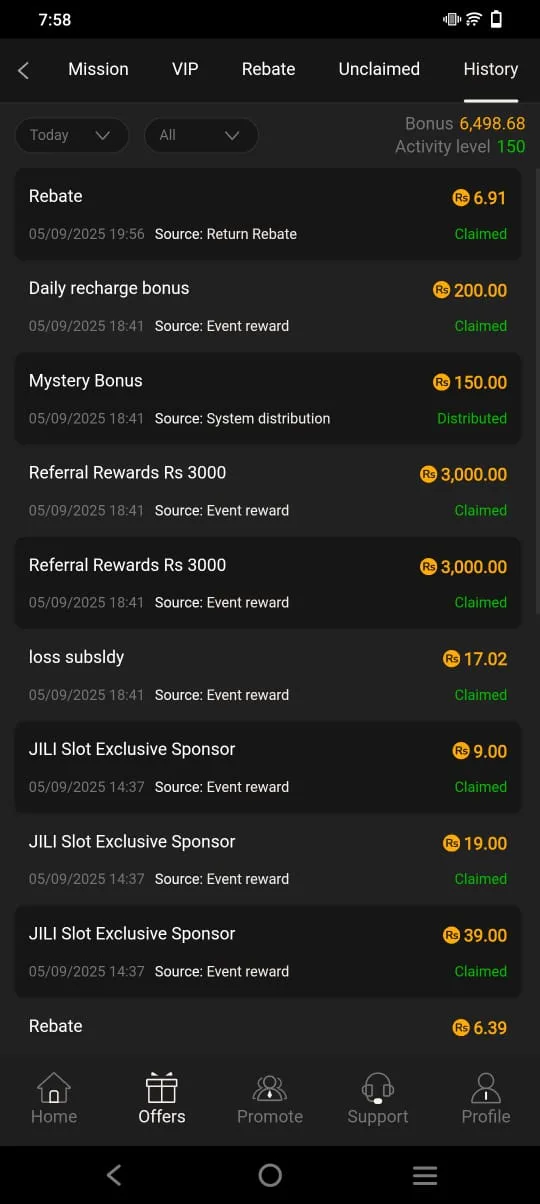 7:58
Mission VIP Rebate Unclaimed History
Today All Bonus 6,498.68
Activity level 150
Rebate Rs 6.91
05/09/2025 19:56 Source: Return Rebate Claimed
Daily recharge bonus Rs 200.00
05/09/2025 18:41 Source: Event reward Claimed
Mystery Bonus Rs 150.00
05/09/2025 18:41 Source: System distribution Distributed
Referral Rewards Rs 3000 Rs 3,000.00
05/09/2025 18:41 Source: Event reward Claimed
Referral Rewards Rs 3000 Rs 3,000.00
05/09/2025 18:41 Source: Event reward Claimed
loss subsldy Rs 17.02
05/09/2025 18:41 Source: Event reward Claimed
JILI Slot Exclusive Sponsor Rs 9.00
05/09/2025 14:37 Source: Event reward Claimed
JILI Slot Exclusive Sponsor Rs 19.00
05/09/2025 14:37 Source: Event reward Claimed
JILI Slot Exclusive Sponsor Rs 39.00
05/09/2025 14:37 Source: Event reward Claimed
Rebate Rs 6.39
Home Offers Promote Support Profile